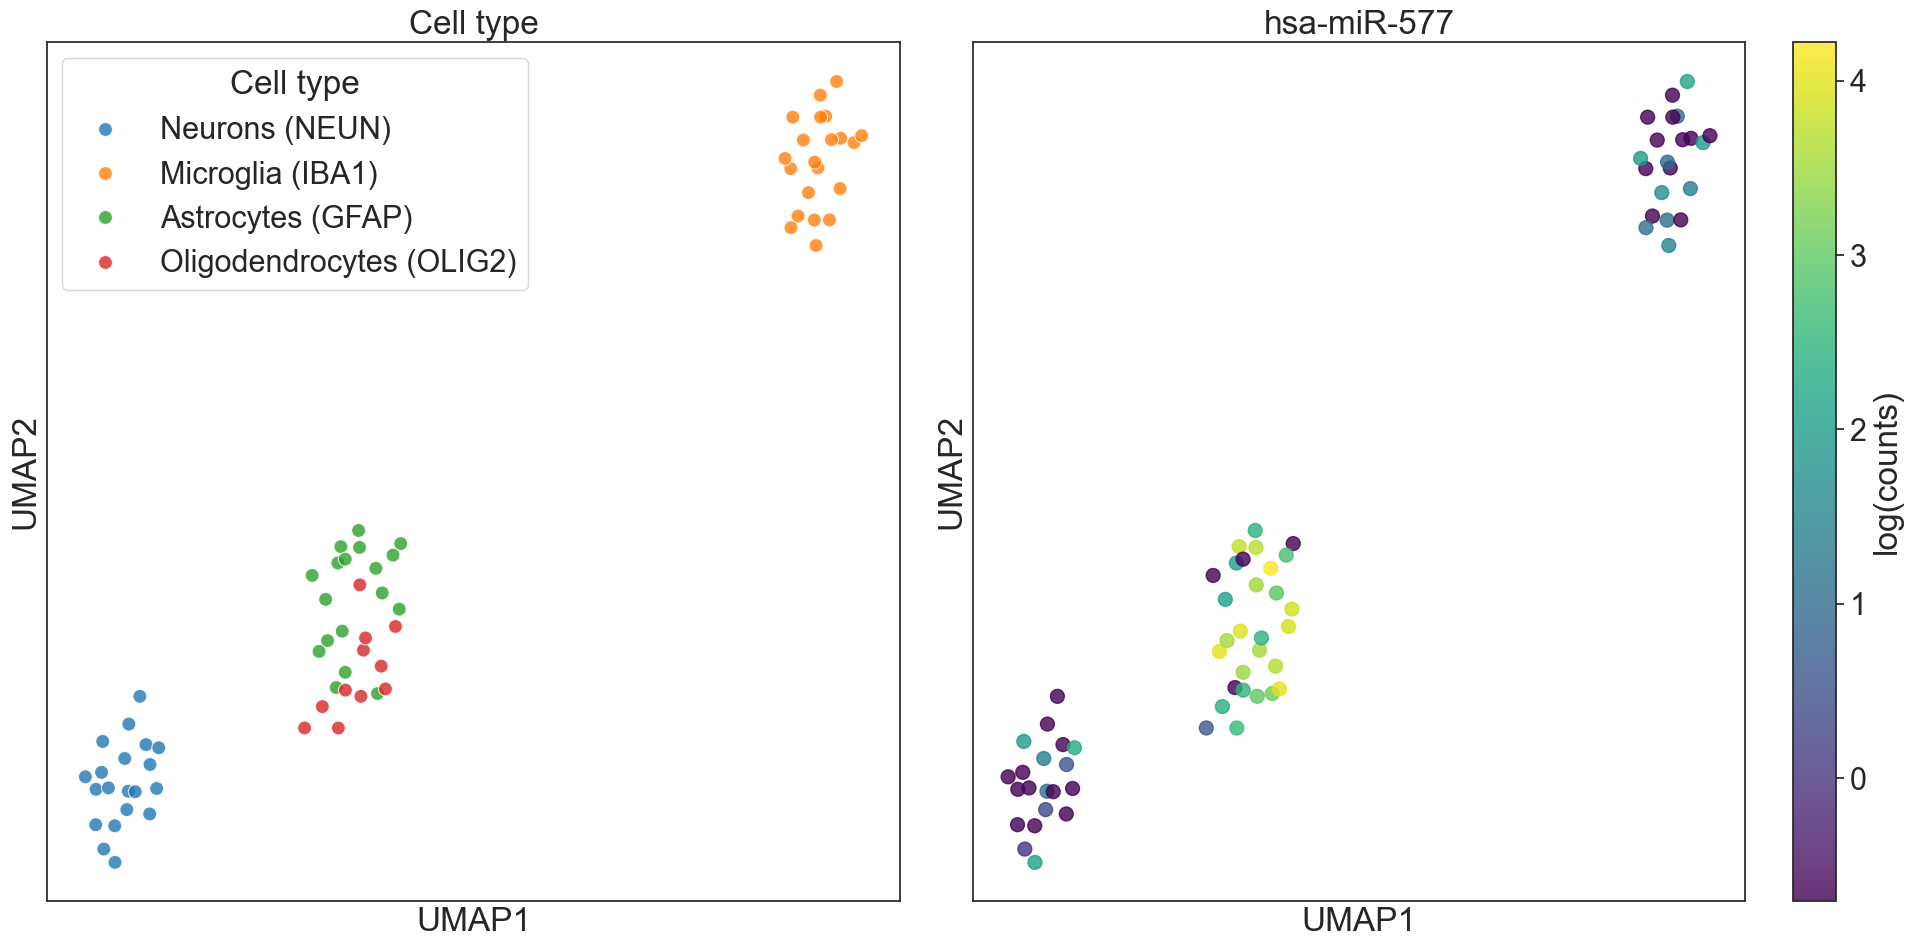 Cell type
Cell type
Neurons (NEUN)
Microglia (IBA1)
Astrocytes (GFAP)
Oligodendrocytes (OLIG2)
UMAP2
UMAP1
hsa-miR-577
UMAP2
UMAP1
4
3
2
1
0
log(counts)